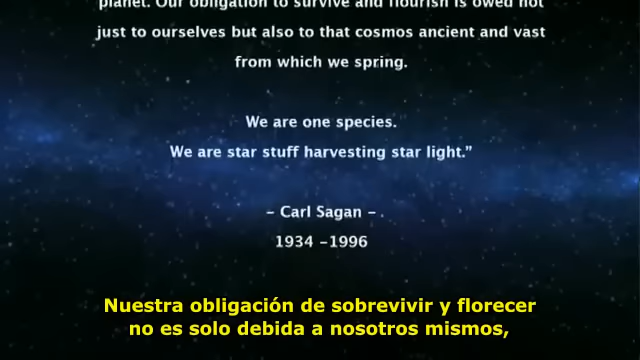 planet. Our obligation to survive and flourish is owed not
just to ourselves but also to that cosmos ancient and vast
from which we spring.
We are one species.
We are star stuff harvesting star light.”
– Carl Sagan – .
1934 –1996
Nuestra obligación de sobrevivir y florecer
no es solo debida a nosotros mismos,